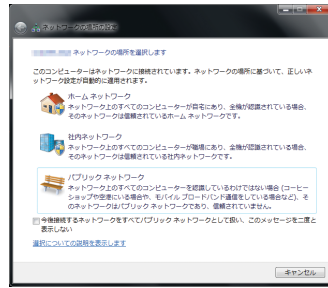 ネットワークの場所の設定
ネットワークの場所を選択します
このコンピューターはネットワークに接続されています。ネットワークの場所に基づいて、正しいネ
ットワーク設定が自動的に適用されます。
ホーム ネットワーク
ネットワーク上のすべてのコンピューターが自宅にあり、全機が認識されている場合、
そのネットワークは信頼されているホーム ネットワークです。
社内ネットワーク
ネットワーク上のすべてのコンピューターが職場にあり、全機が認識されている場合、
そのネットワークは信頼されている社内ネットワークです。
パブリック ネットワーク
ネットワーク上のすべてのコンピューターを認識しているわけではない場合 (コーヒー
ショップや空港にいる場合や、モバイル ブロードバンド通信をしている場合など)、そ
のネットワークはパブリック ネットワークであり、信頼されていません。
今後接続するネットワークをすべてパブリック ネットワークとして扱い、このメッセージを二度と
表示しない
選択についての説明を表示します
キャンセル